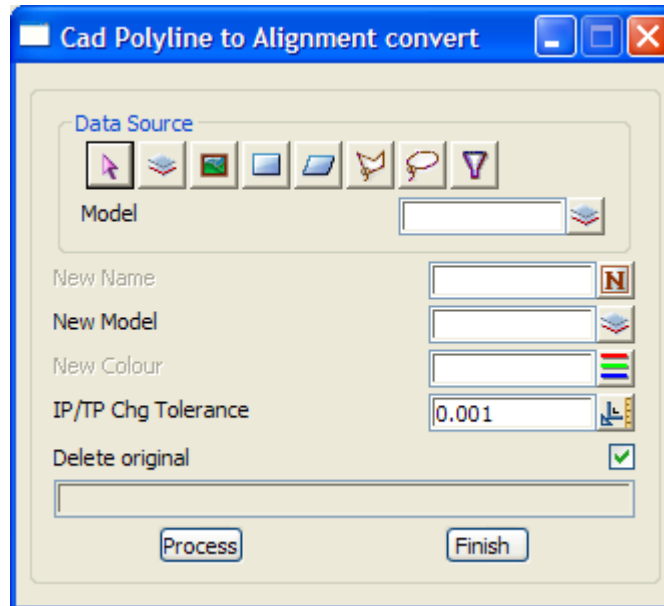 Cad Polyline to Alignment convert
Data Source
Model
New Name
N
New Model
New Colour
IP/TP Chg Tolerance 0.001
Delete original
Process Finish